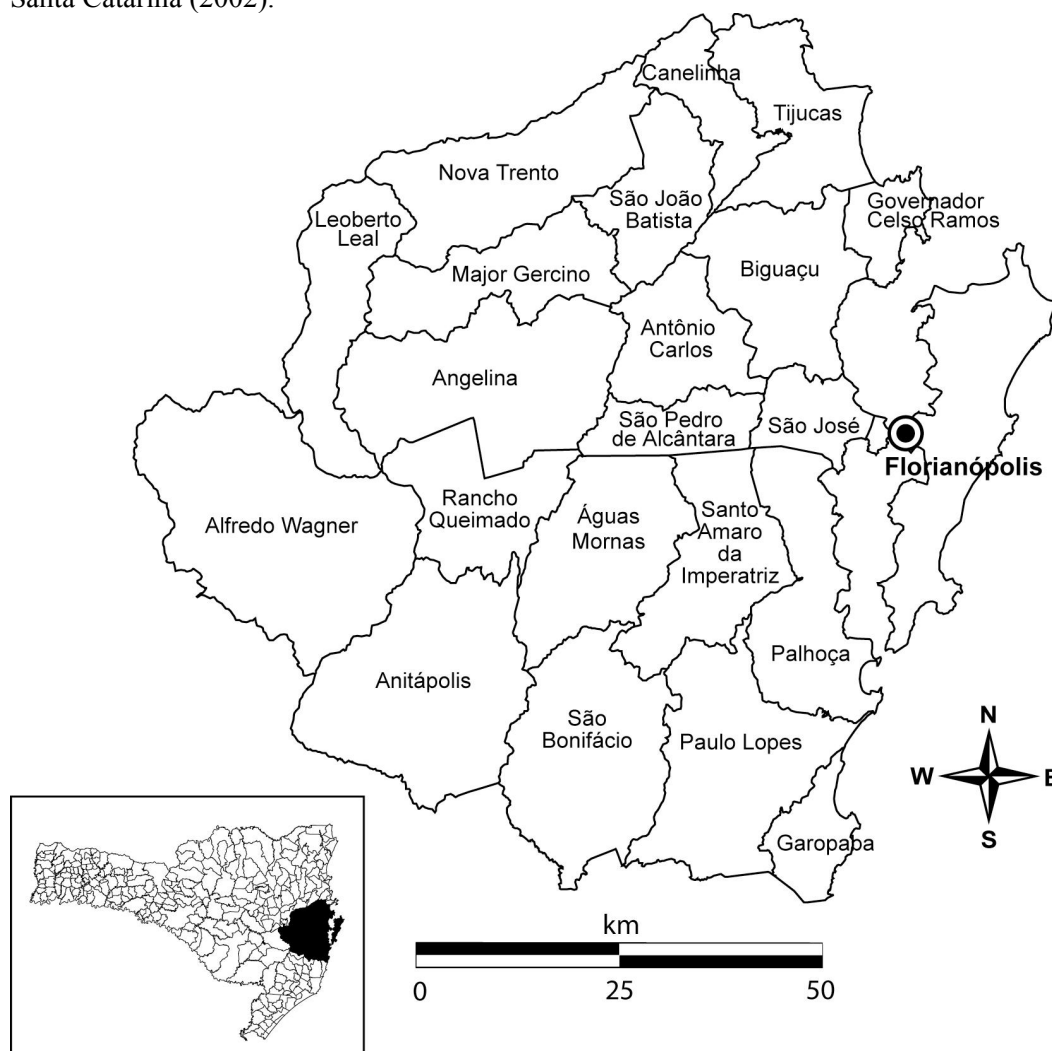 Santa Catarina (2002).
Canelinha
Tijucas
Nova Trento
São João
Batista
Governador
Celso Ramos
Leoberto
Leal
Major Gercino
Biguaçu
Antônio
Carlos
Angelina
São Pedro
de Alcântara
São José
Florianópolis
Rancho
Queimado
Águas
Mornas
Santo
Amaro
da
Imperatriz
Alfredo Wagner
Palhoça
Anitápolis
São
Bonifácio
Paulo Lopes
N
W
E
S
Garopaba
km
0
25
50